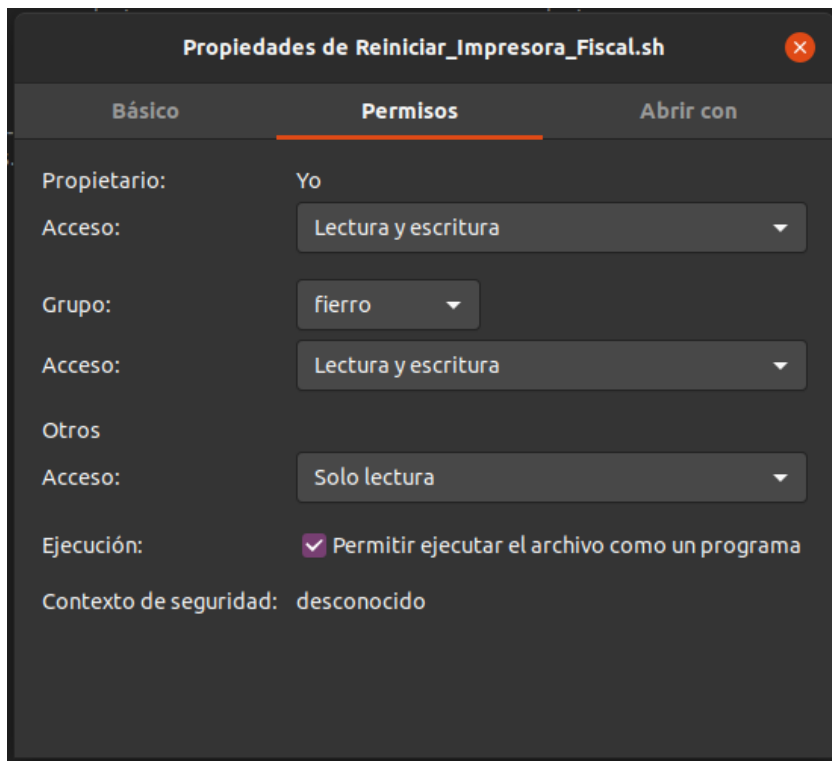 Propiedades de Reiniciar_Impresora_Fiscal.sh
Básico Permisos Abrir con
Propietario: Yo
Acceso: Lectura y escritura
Grupo: fierro
Acceso: Lectura y escritura
Otros
Acceso: Solo lectura
Ejecución: Permitir ejecutar el archivo como un programa
Contexto de seguridad: desconocido